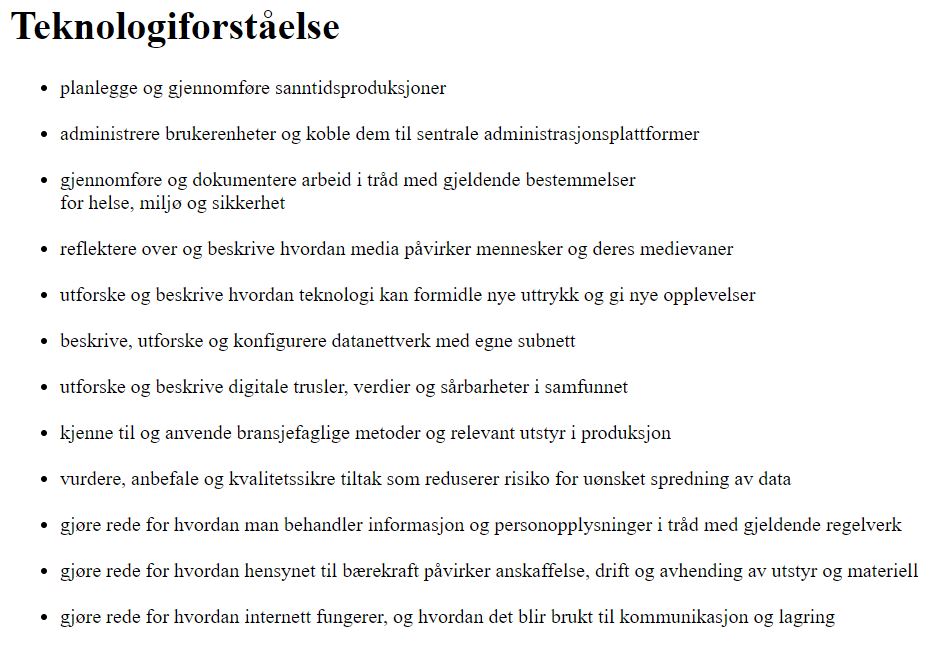 Teknologiforståelse
• planlegge og gjennomføre sanntidsproduksjoner
• administrere brukerenheter og koble dem til sentrale administrasjonsplattformer
• gjennomføre og dokumentere arbeid i tråd med gjeldende bestemmelser
for helse, miljø og sikkerhet
• reflektere over og beskrive hvordan media påvirker mennesker og deres medievaner
• utforske og beskrive hvordan teknologi kan formidle nye uttrykk og gi nye opplevelser
• beskrive, utforske og konfigurere datanettverk med egne subnett
• utforske og beskrive digitale trusler, verdier og sårbarheter i samfunnet
• kjenne til og anvende bransjefaglige metoder og relevant utstyr i produksjon
• vurdere, anbefale og kvalitetssikre tiltak som reduserer risiko for uønsket spredning av data
• gjøre rede for hvordan man behandler informasjon og personopplysninger i tråd med gjeldende regelverk
• gjøre rede for hvordan hensynet til bærekraft påvirker anskaffelse, drift og avhending av utstyr og materiell
• gjøre rede for hvordan internett fungerer, og hvordan det blir brukt til kommunikasjon og lagring